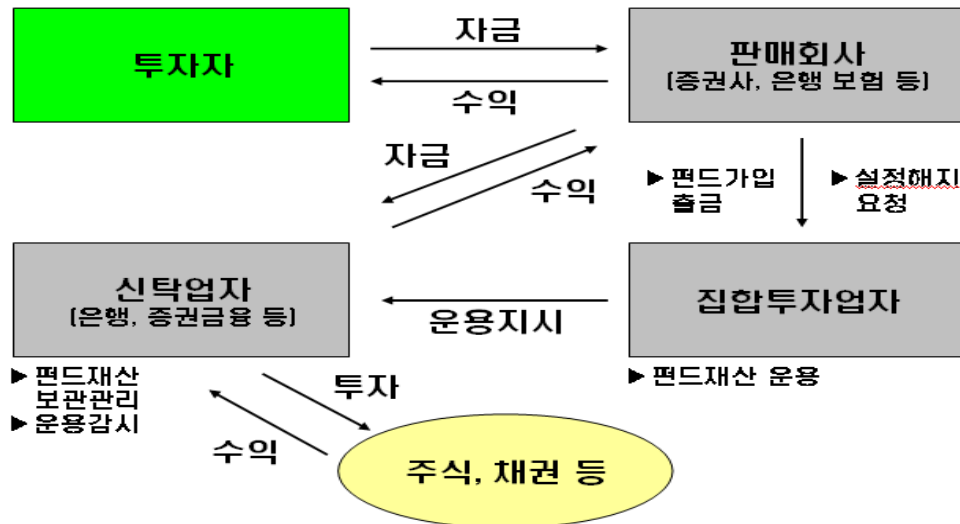 투자자
자금
수익
판매회사
(증권사, 은행 보험 등)
자금
수익
▶ 펀드가입
출금
▶ 설정해지
요청
신탁업자
(은행, 증권금융 등)
운용지시
집합투자업자
▶ 펀드재산
보관관리
▶ 운용감시
투자
수익
▶ 펀드재산 운용
주식, 채권 등